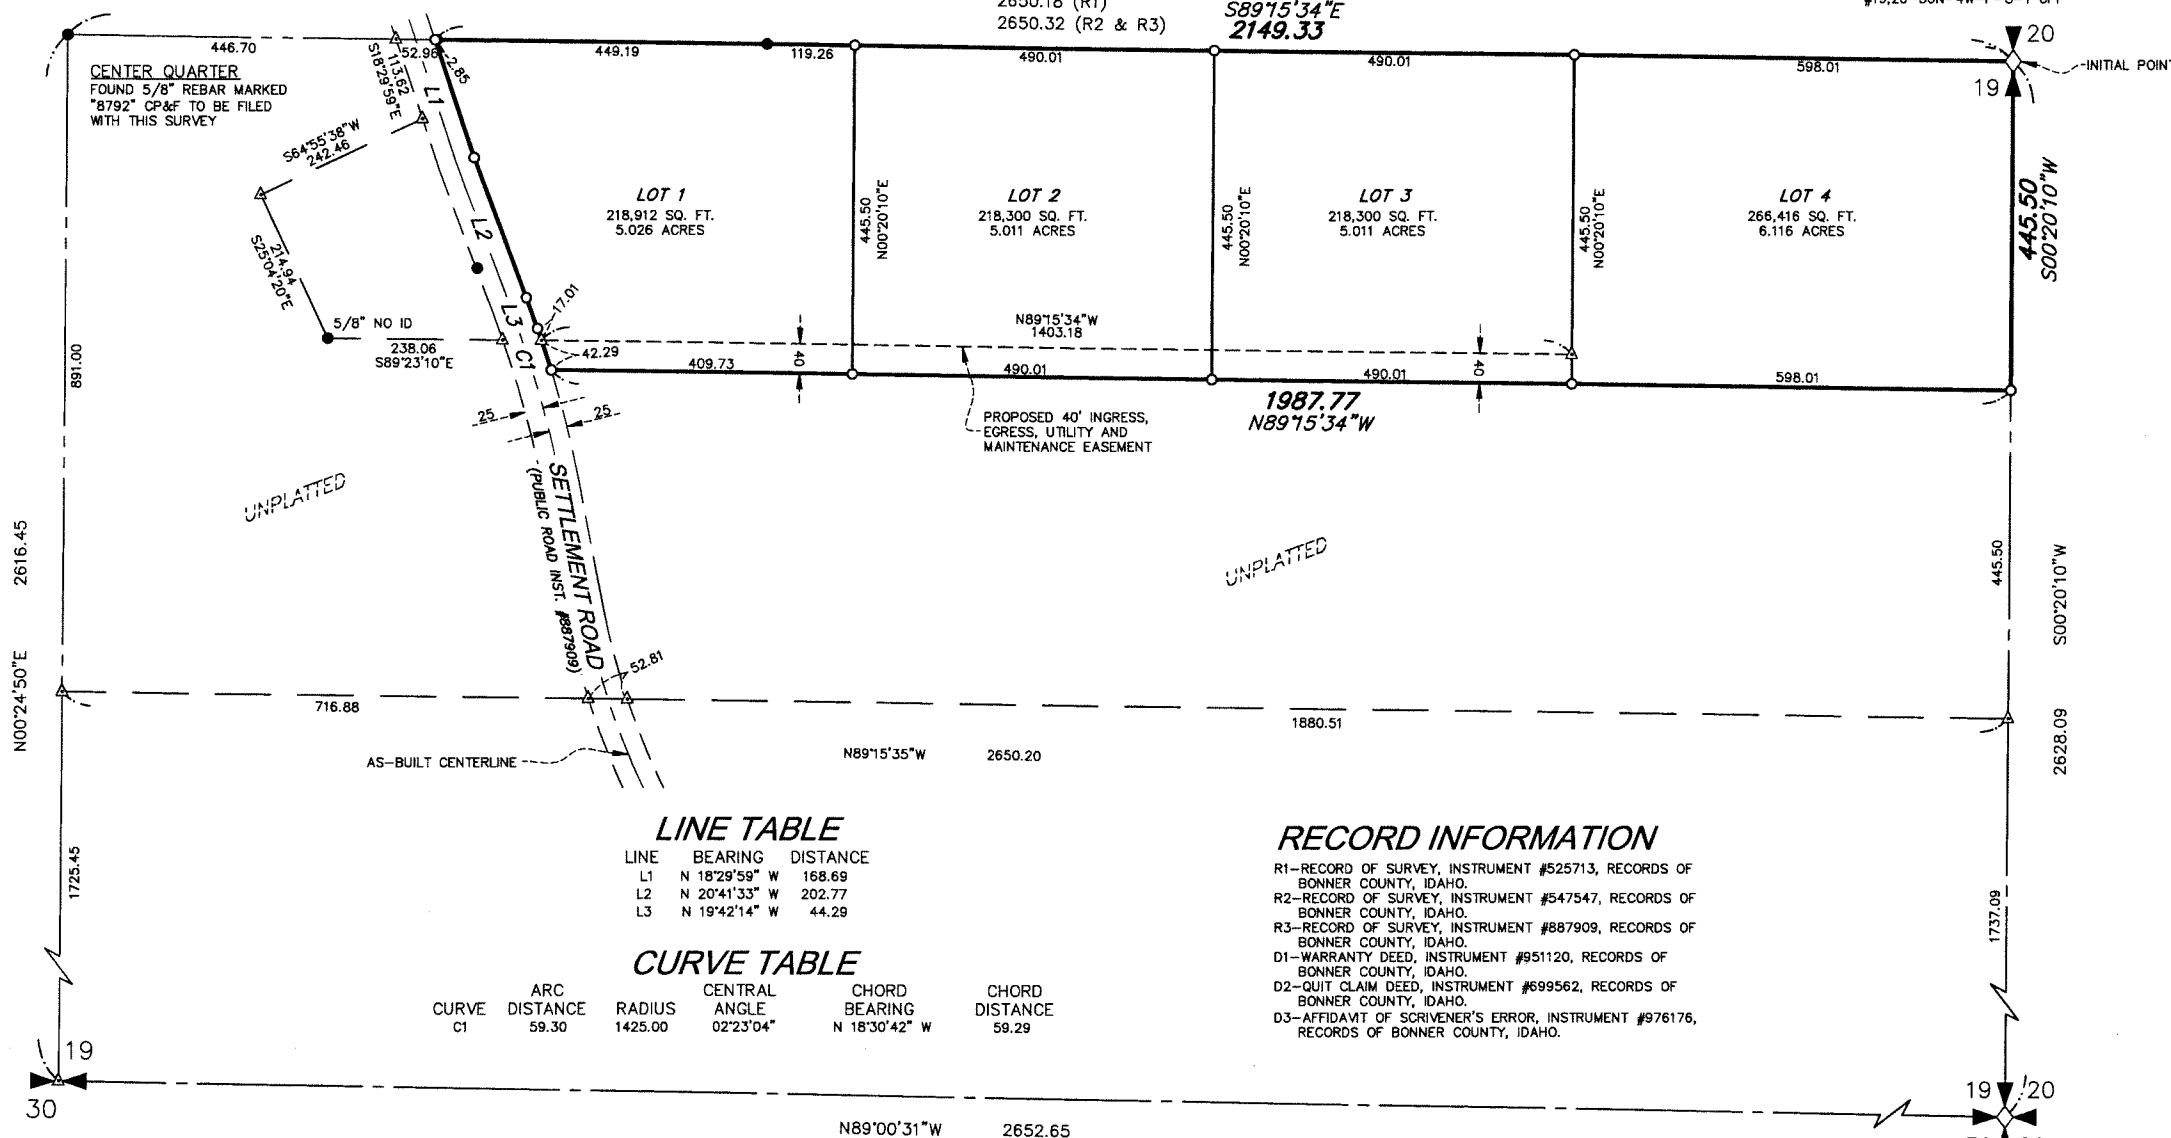 2650.18 (R1)
2650.32 (R2 & R3)
S89°15'34"E
2149.33
20
INITIAL POINT
19
446.70
52.96
2.85
449.19
119.26
490.01
490.01
598.01
CENTER QUARTER
FOUND 5/8" REBAR MARKED
"8792" CP&F TO BE FILED
WITH THIS SURVEY
113.62
S18°29'59"E
L1
S64°55'38"W
242.46
214.94
S25°04'20"E
L2
LOT 1
218,912 SQ. FT.
5.026 ACRES
445.50
N00°20'10"E
LOT 2
218,300 SQ. FT.
5.011 ACRES
445.50
N00°20'10"E
LOT 3
218,300 SQ. FT.
5.011 ACRES
445.50
N00°20'10"E
LOT 4
266,416 SQ. FT.
6.116 ACRES
445.50
S00°20'10"W
5/8" NO ID
238.06
S89°23'10"E
L3
C1
17.01
42.29
N89°15'34"W
1403.18
40
40
409.73
490.01
490.01
598.01
1987.77
N89°15'34"W
891.00
25
25
PROPOSED 40' INGRESS,
EGRESS, UTILITY AND
MAINTENANCE EASEMENT
SETTLEMENT ROAD
(PUBLIC ROAD INST. #887909)
UNPLATTED
UNPLATTED
N00°24'50"E 2616.45
445.50
S00°20'10"W
2628.09
52.81
716.88
1880.51
N89°15'35"W 2650.20
AS-BUILT CENTERLINE
1725.45
1737.09
LINE TABLE
LINE BEARING DISTANCE
L1 N 18°29'59" W 168.69
L2 N 20°41'33" W 202.77
L3 N 19°42'14" W 44.29
CURVE TABLE
CURVE ARC DISTANCE RADIUS CENTRAL ANGLE CHORD BEARING CHORD DISTANCE
C1 59.30 1425.00 02°23'04" N 18°30'42" W 59.29
RECORD INFORMATION
R1-RECORD OF SURVEY, INSTRUMENT #525713, RECORDS OF
BONNER COUNTY, IDAHO.
R2-RECORD OF SURVEY, INSTRUMENT #547547, RECORDS OF
BONNER COUNTY, IDAHO.
R3-RECORD OF SURVEY, INSTRUMENT #887909, RECORDS OF
BONNER COUNTY, IDAHO.
D1-WARRANTY DEED, INSTRUMENT #951120, RECORDS OF
BONNER COUNTY, IDAHO.
D2-QUIT CLAIM DEED, INSTRUMENT #699562, RECORDS OF
BONNER COUNTY, IDAHO.
D3-AFFIDAVIT OF SCRIVENER'S ERROR, INSTRUMENT #976176,
RECORDS OF BONNER COUNTY, IDAHO.
19
30
19
20
N89°00'31"W 2652.65